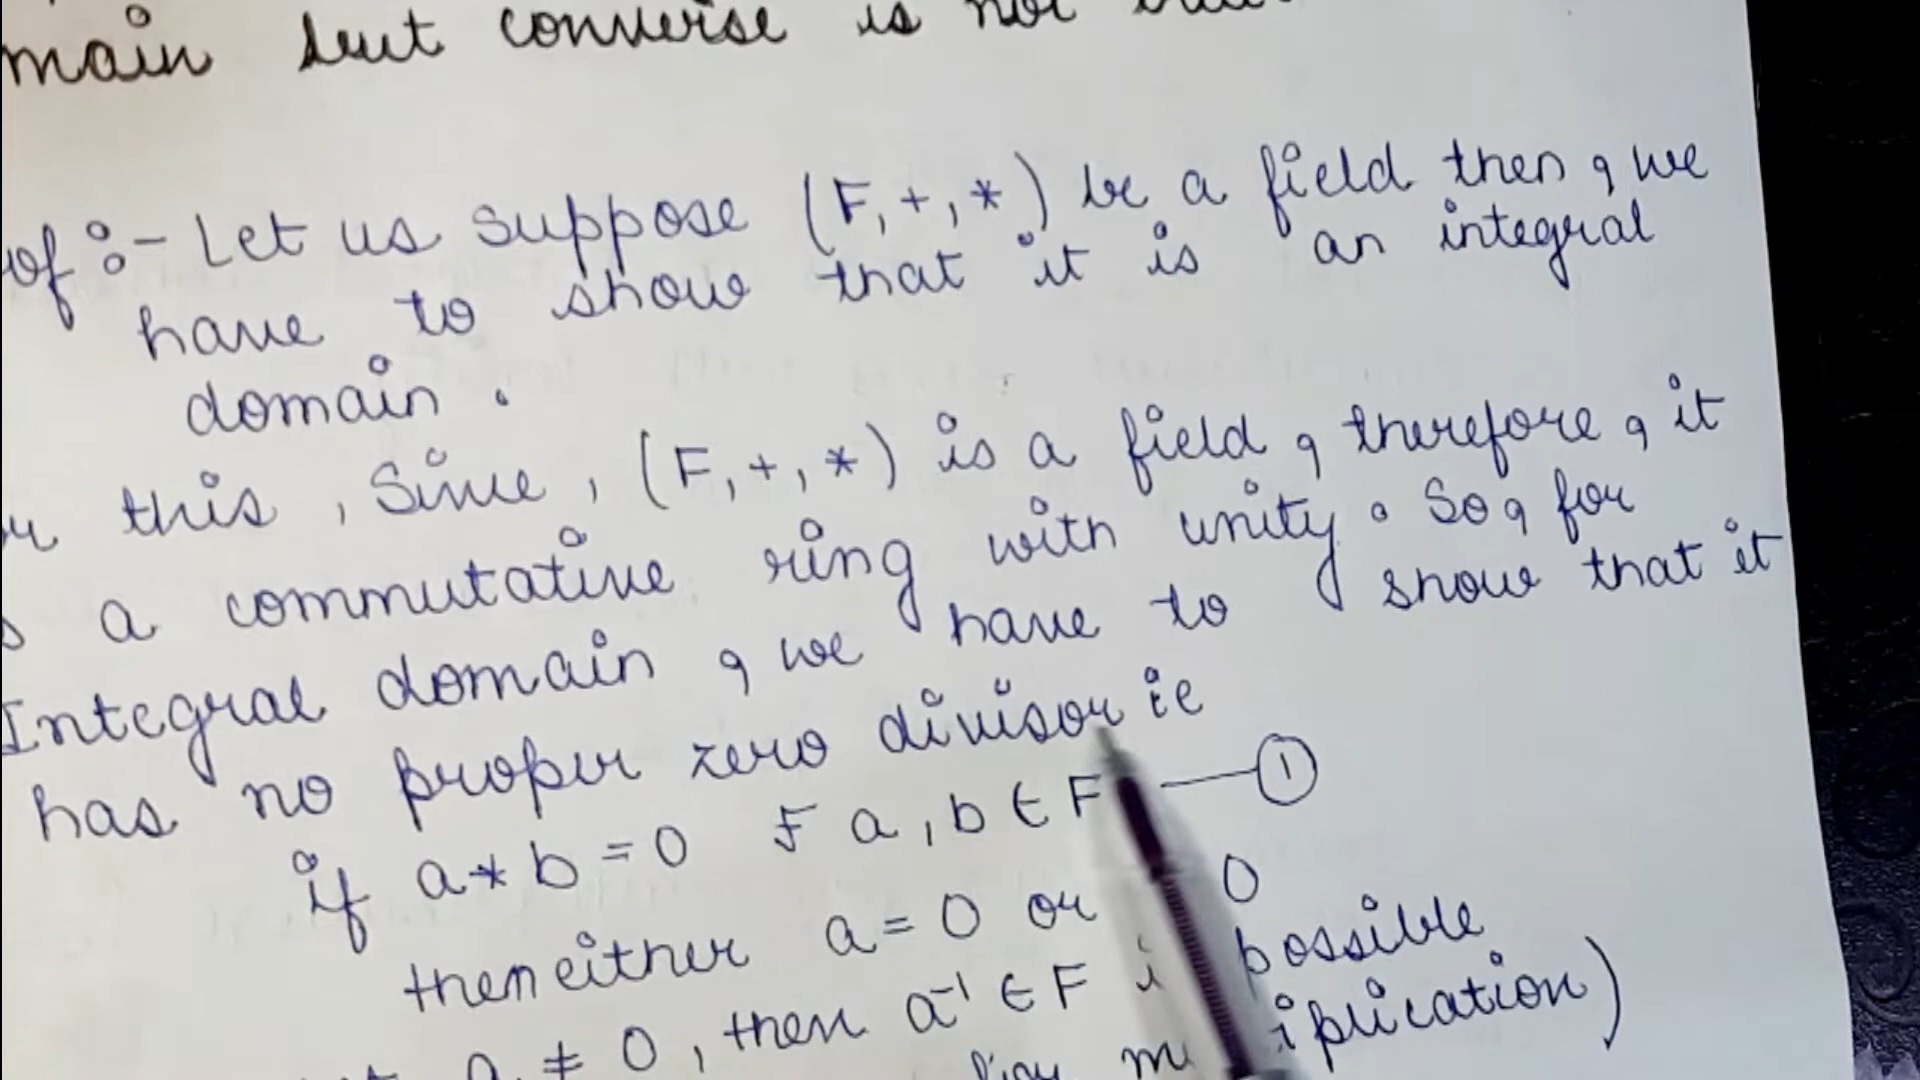 main but converse is not true
of :- Let us suppose (F, +, *) be a field then, we
have to show that it is an integral
domain.
this, Since, (F, +, *) is a field, therefore, it
a commutative ring with unity. So, for
Integral domain, we have to show that it
has no proper zero divisor ie
if a * b = 0 F a, b ∈ F — ①
then either a = 0 or 0
a ≠ 0, then a⁻¹ ∈ F possible
iplication)